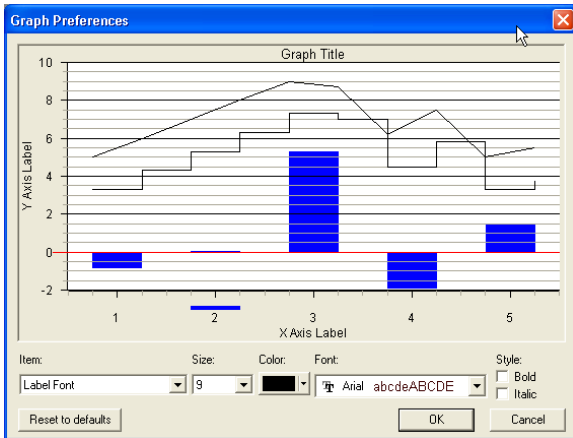 Graph Preferences
Graph Title
10
8
6
4
2
0
-2
Y Axis Label
1 2 3 4 5
X Axis Label
Item: Size: Color: Font: Style:
Label Font 9 Arial abcdeABCDE Bold
Italic
Reset to defaults OK Cancel